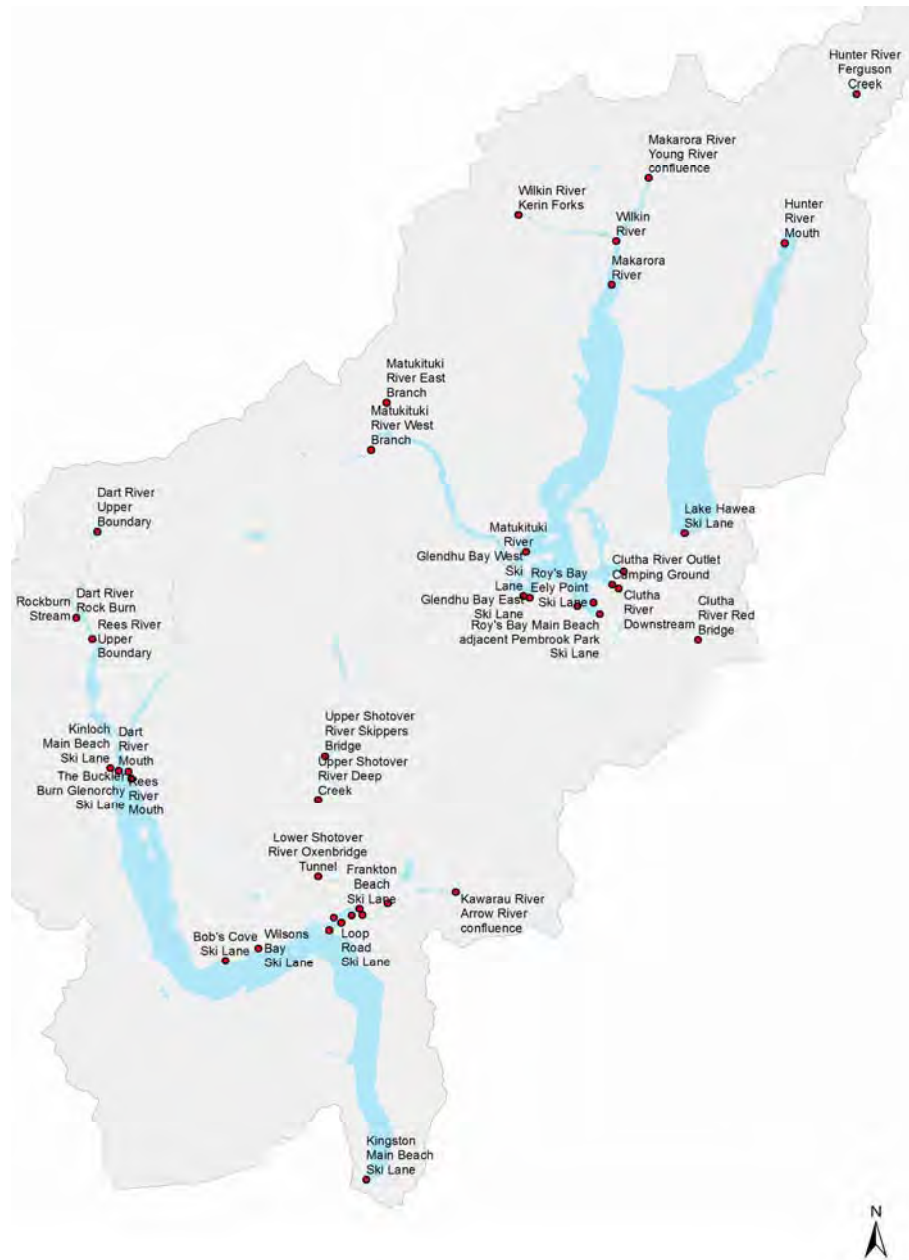 Hunter River
Ferguson
Creek
Makarora River
Young River
confluence
Wilkin River
Kerin Forks
Hunter
River
Mouth
Wilkin
River
Makarora
River
Matukituki
River East
Branch
Matukituki
River West
Branch
Dart River
Upper
Boundary
Lake Hawea
Ski Lane
Matukituki
River
Glendhu Bay West
Ski
Lane
Glendhu Bay East
Ski Lane
Roy's Bay
Eely Point
Ski Lane
Clutha River Outlet
Camping Ground
Clutha
River
Downstream
Clutha
River Red
Bridge
Roy's Bay Main Beach
adjacent Pembrook Park
Ski Lane
Rockburn
Stream
Dart River
Rock Burn
Rees River
Upper
Boundary
Kinloch
Main Beach
Ski Lane
Dart
River
Mouth
The Buckler
Burn Glenorchy
Ski Lane
Rees
River
Mouth
Upper Shotover
River Skippers
Bridge
Upper Shotover
River Deep
Creek
Lower Shotover
River Oxenbridge
Tunnel
Frankton
Beach
Ski Lane
Kawarau River
Arrow River
confluence
Bob's Cove
Ski Lane
Wilsons
Bay
Ski Lane
Loop
Road
Ski Lane
Kingston
Main Beach
Ski Lane
N